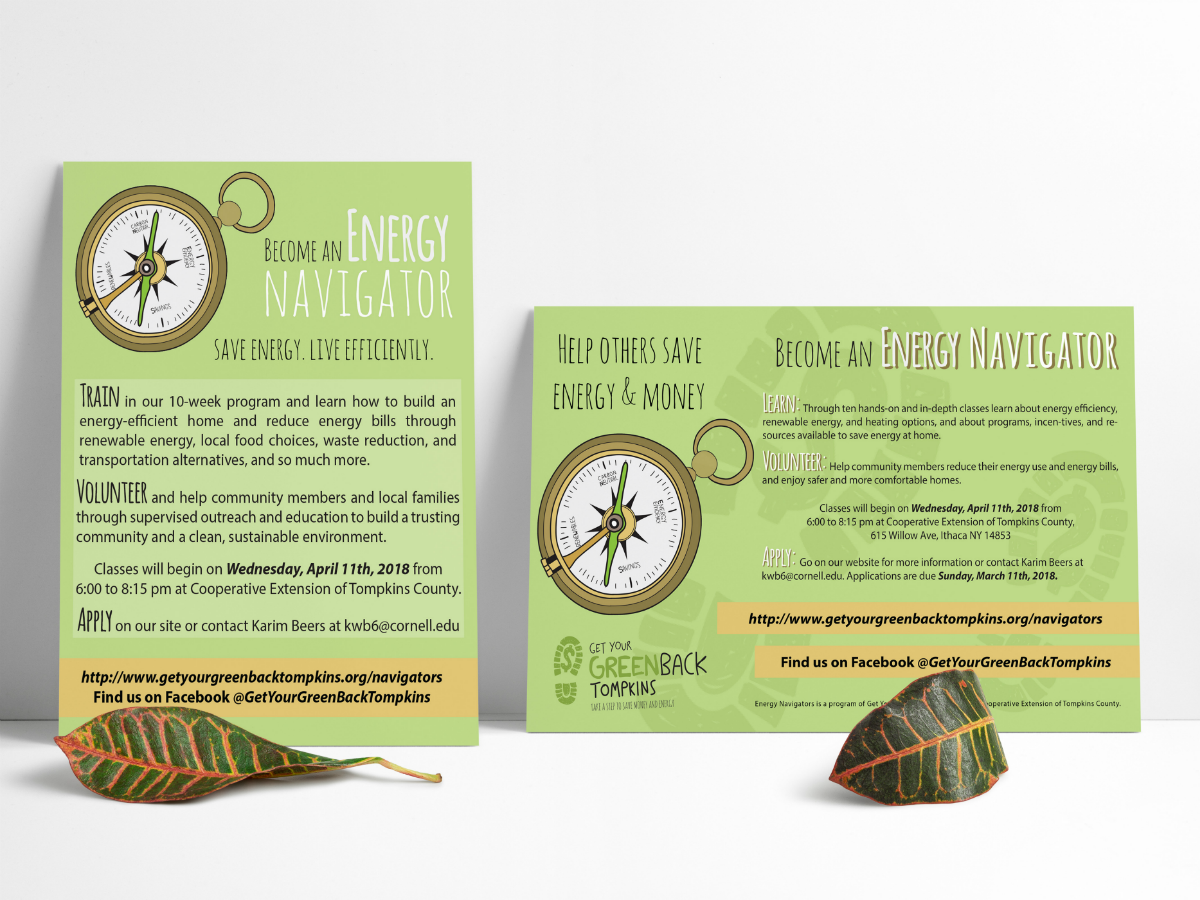 BECOME AN ENERGY
NAVIGATOR
SAVE ENERGY. LIVE EFFICIENTLY.
CARBON
NEUTRAL
ENERGY
EFFICIENT
SAVINGS
RENEWABLES
TRAIN in our 10-week program and learn how to build an
energy-efficient home and reduce energy bills through
renewable energy, local food choices, waste reduction, and
transportation alternatives, and so much more.
VOLUNTEER and help community members and local families
through supervised outreach and education to build a trusting
community and a clean, sustainable environment.
Classes will begin on Wednesday, April 11th, 2018 from
6:00 to 8:15 pm at Cooperative Extension of Tompkins County.
APPLY on our site or contact Karim Beers at kwb6@cornell.edu
http://www.getyourgreenbacktompkins.org/navigators
Find us on Facebook @GetYourGreenBackTompkins
HELP OTHERS SAVE
ENERGY & MONEY
CARBON
NEUTRAL
ENERGY
EFFICIENT
SAVINGS
RENEWABLES
GET YOUR
GREENBACK
TOMPKINS
TAKE A STEP TO SAVE MONEY AND ENERGY
BECOME AN ENERGY NAVIGATOR
LEARN: Through ten hands-on and in-depth classes learn about energy efficiency,
renewable energy, and heating options, and about programs, incen-tives, and re-
sources available to save energy at home.
VOLUNTEER: Help community members reduce their energy use and energy bills,
and enjoy safer and more comfortable homes.
Classes will begin on Wednesday, April 11th, 2018 from
6:00 to 8:15 pm at Cooperative Extension of Tompkins County,
615 Willow Ave, Ithaca NY 14853
APPLY: Go on our website for more information or contact Karim Beers at
kwb6@cornell.edu. Applications are due Sunday, March 11th, 2018.
http://www.getyourgreenbacktompkins.org/navigators
Find us on Facebook @GetYourGreenBackTompkins
Energy Navigators is a program of Get Extension of Tompkins County.